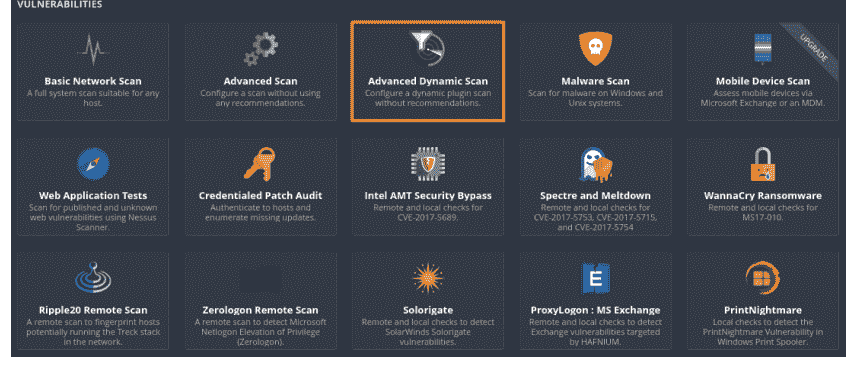 VULNERABILITIES
Basic Network Scan
A full system scan suitable for any
host.
Advanced Scan
Configure a scan without using
any recommendations.
Advanced Dynamic Scan
Configure a dynamic plugin scan
without recommendations.
Malware Scan
Scan for malware on Windows and
Unix systems.
UPGRADE
Mobile Device Scan
Assess mobile devices via
Microsoft Exchange or an MDM.
Web Application Tests
Scan for published and unknown
web vulnerabilities using Nessus
Scanner.
Credentialed Patch Audit
Authenticate to hosts and
enumerate missing updates.
Intel AMT Security Bypass
Remote and local checks for
CVE-2017-5689.
Spectre and Meltdown
Remote and local checks for
CVE-2017-5753, CVE-2017-5715,
and CVE-2017-5754
WannaCry Ransomware
Remote and local checks for
MS17-010.
Ripple20 Remote Scan
A remote scan to fingerprint hosts
potentially running the Treck stack
in the network.
Zerologon Remote Scan
A remote scan to detect Microsoft
Netlogon Elevation of Privilege
(Zerologon).
Solorigate
Remote and local checks to detect
SolarWinds Solorigate
vulnerabilities.
E
ProxyLogon : MS Exchange
Remote and local checks to detect
Exchange vulnerabilities targeted
by HAFNIUM.
PrintNightmare
Local checks to detect the
PrintNightmare Vulnerability in
Windows Print Spooler.